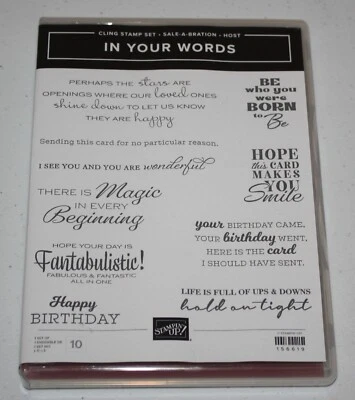 CLING STAMP SET • SALE-A-BRATION • HOST
IN YOUR WORDS
PERHAPS THE stars ARE
OPENINGS WHERE OUR loved ONES
shine down TO LET US KNOW
THEY ARE happy
Sending this card for no particular reason.
I SEE YOU AND YOU ARE wonderful
THERE IS Magic
IN EVERY
Beginning
HOPE YOUR DAY IS
Fantabulistic!
FABULOUS & FANTASTIC
ALL IN ONE
Happy
BIRTHDAY
BE
who you
were
BORN
to Be
HOPE
this CARD
MAKES
YOU
Smile
your BIRTHDAY CAME,
YOUR birthday WENT,
HERE IS THE card
I SHOULD HAVE SENT.
LIFE IS FULL OF UPS & DOWNS
hold on tight
10
STAMPIN' UP!